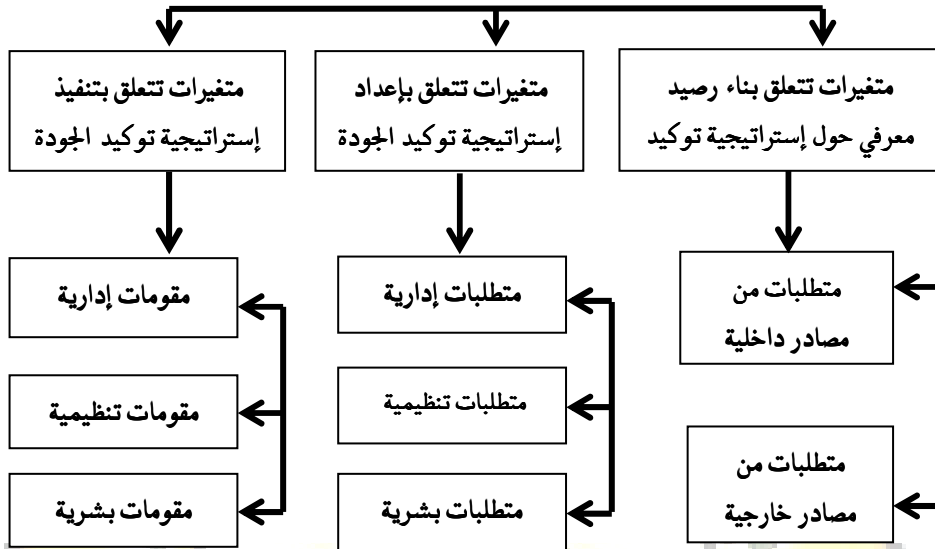 متغيرات تتعلق بناء رصيد
معرفي حول إستراتيجية توكيد
متغيرات تتعلق بإعداد
إستراتيجية توكيد الجودة
متغيرات تتعلق بتنفيذ
إستراتيجية توكيد الجودة
متطلبات من
مصادر داخلية
متطلبات من
مصادر خارجية
متطلبات إدارية
متطلبات تنظيمية
متطلبات بشرية
مقومات إدارية
مقومات تنظيمية
مقومات بشرية